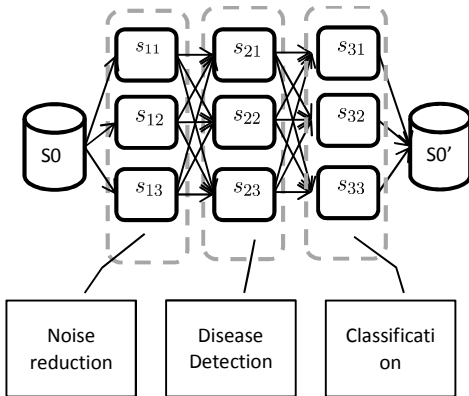 s11 s21 s31
S0 s12 s22 s32 S0'
s13 s23 s33
Noise
reduction
Disease
Detection
Classificati
on